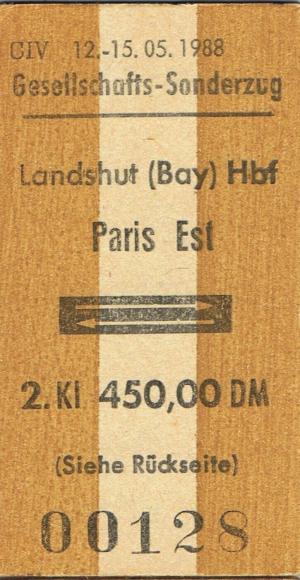 CIV 12.-15.05.1988
Gesellschafts-Sonderzug
Landshut (Bay) Hbf
Paris Est
2. Kl 450,00 DM
(Siehe Rückseite)
00128